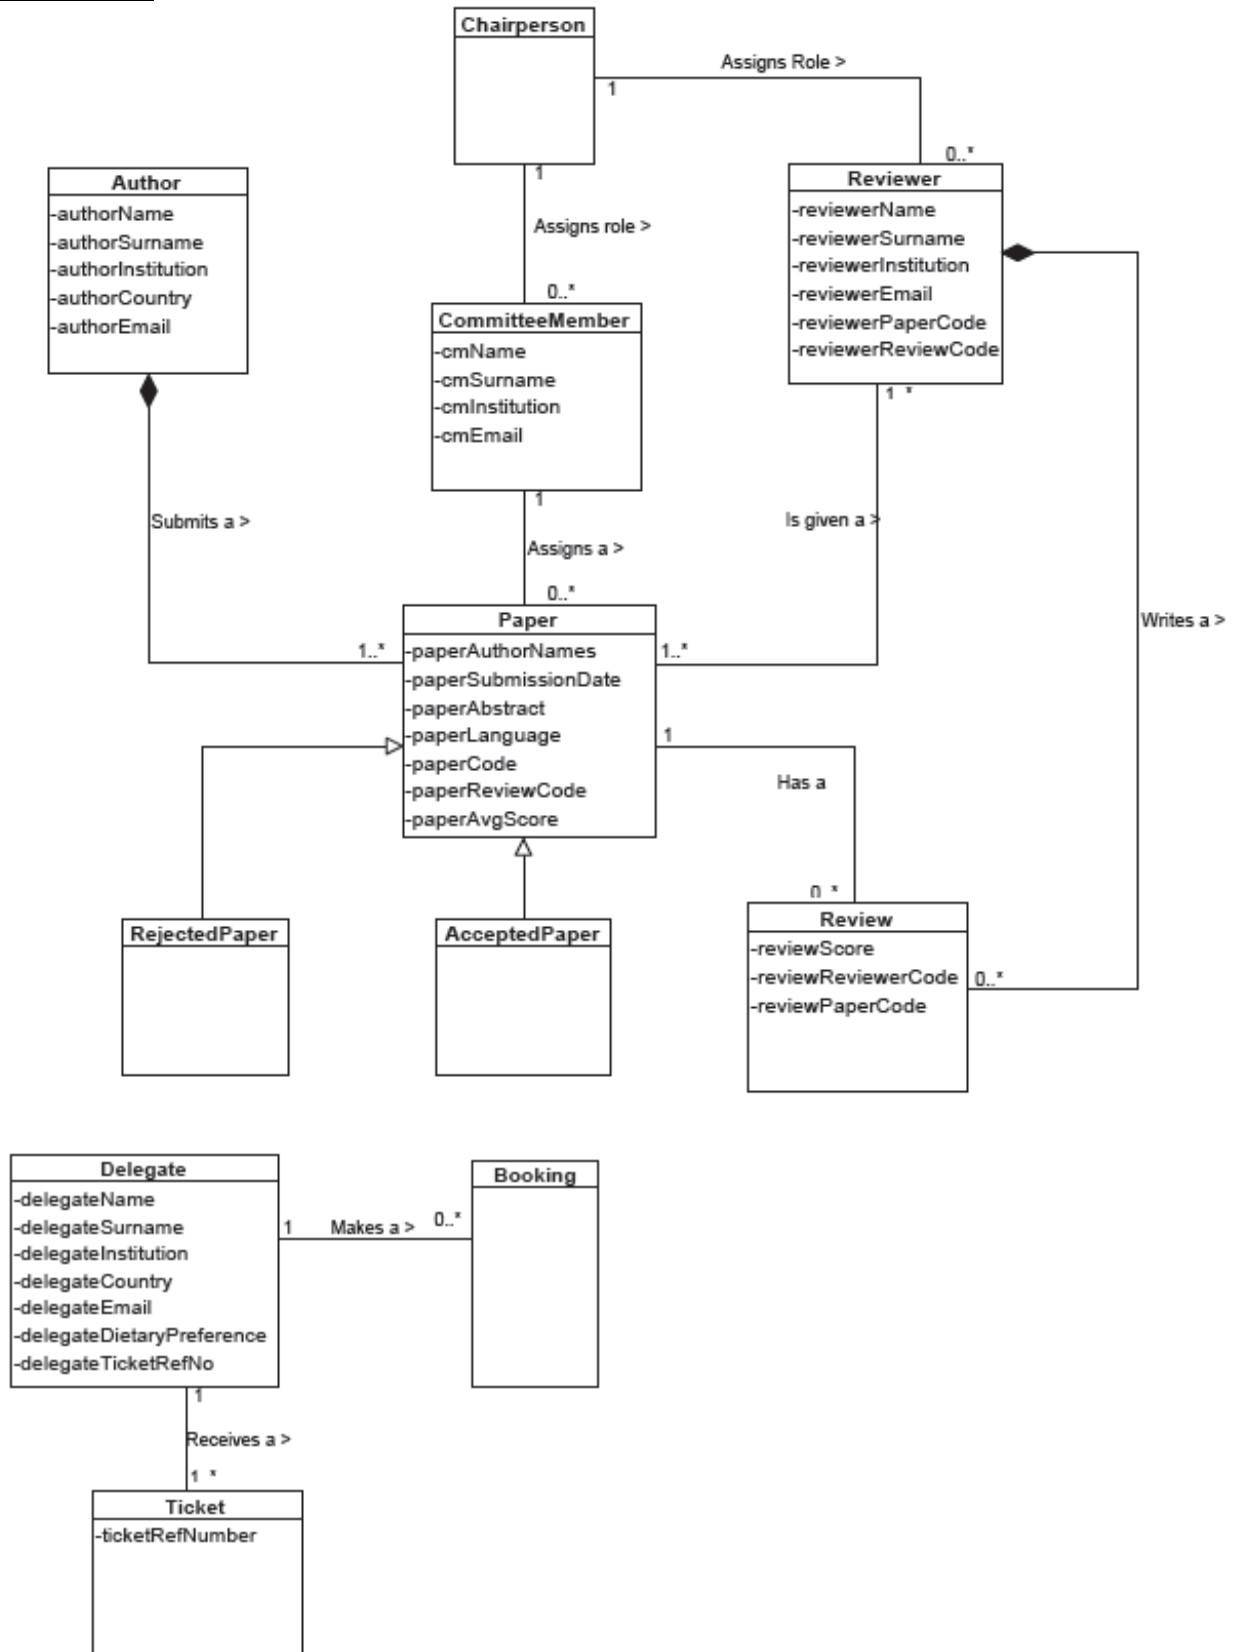 Chairperson
Assigns Role >
1
0..*
1
Assigns role >
0..*
Author
-authorName
-authorSurname
-authorInstitution
-authorCountry
-authorEmail
Reviewer
-reviewerName
-reviewerSurname
-reviewerInstitution
-reviewerEmail
-reviewerPaperCode
-reviewerReviewCode
CommitteeMember
-cmName
-cmSurname
-cmInstitution
-cmEmail
1
Assigns a >
0..*
Submits a >
1..*
1 *
Is given a >
1..*
Writes a >
Paper
-paperAuthorNames
-paperSubmissionDate
-paperAbstract
-paperLanguage
-paperCode
-paperReviewCode
-paperAvgScore
1
Has a
0 *
RejectedPaper
AcceptedPaper
Review
-reviewScore
-reviewReviewerCode
-reviewPaperCode
0..*
Delegate
-delegateName
-delegateSurname
-delegateInstitution
-delegateCountry
-delegateEmail
-delegateDietaryPreference
-delegateTicketRefNo
1
Makes a >
0..*
Booking
1
Receives a >
1 *
Ticket
-ticketRefNumber